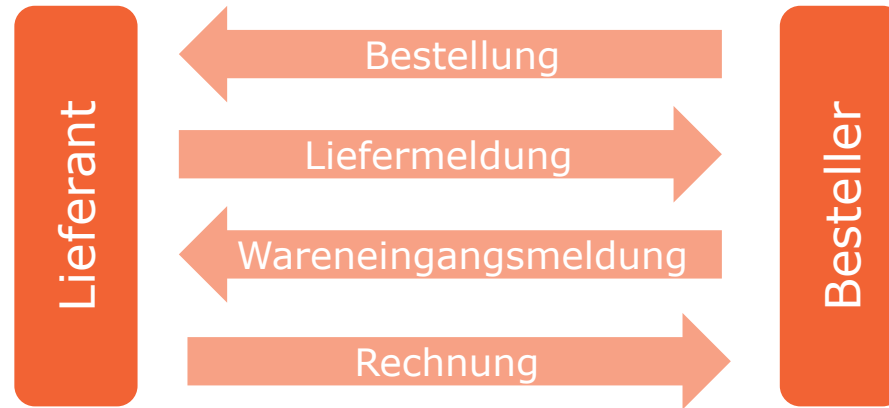 Lieferant
Bestellung
Liefermeldung
Wareneingangsmeldung
Rechnung
Besteller